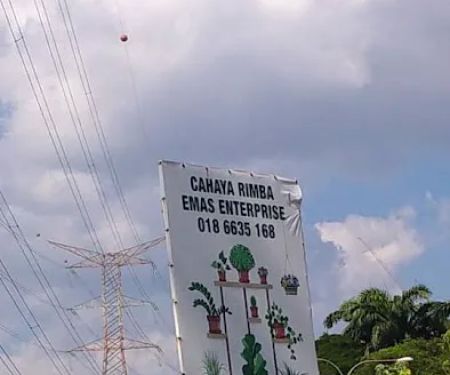 CAHAYA RIMBA
EMAS ENTERPRISE
018 6635 168